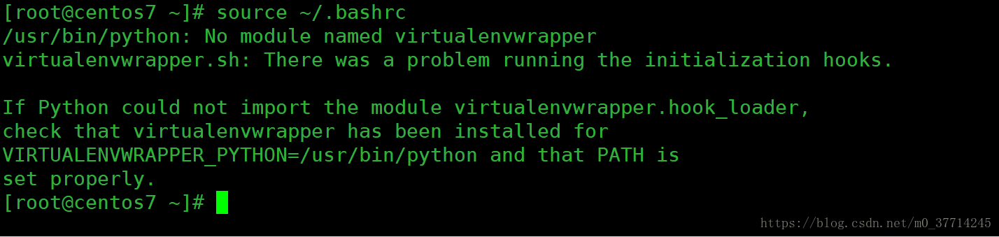 [root@centos7 ~]# source ~/.bashrc
/usr/bin/python: No module named virtualenvwrapper
virtualenvwrapper.sh: There was a problem running the initialization hooks.
If Python could not import the module virtualenvwrapper.hook_loader,
check that virtualenvwrapper has been installed for
VIRTUALENVWRAPPER_PYTHON=/usr/bin/python and that PATH is
set properly.
[root@centos7 ~]#
https://blog.csdn.net/m0_37714245